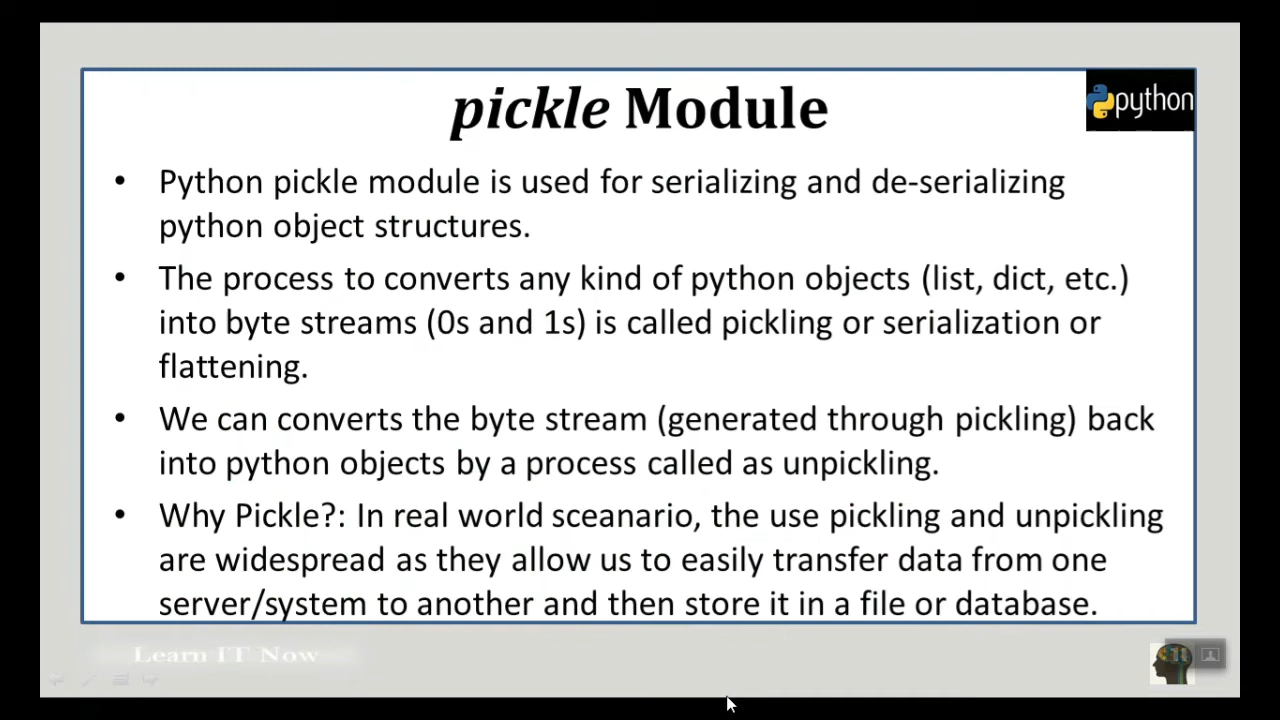 pickle Module
python
• Python pickle module is used for serializing and de-serializing
python object structures.
• The process to converts any kind of python objects (list, dict, etc.)
into byte streams (0s and 1s) is called pickling or serialization or
flattening.
• We can converts the byte stream (generated through pickling) back
into python objects by a process called as unpickling.
• Why Pickle?: In real world sceanario, the use pickling and unpickling
are widespread as they allow us to easily transfer data from one
server/system to another and then store it in a file or database.
Learn IT Now